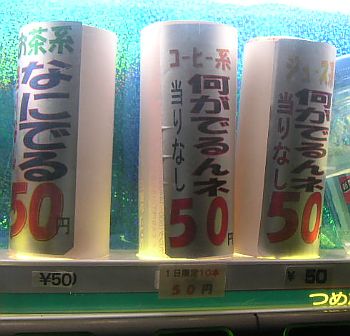 お茶系
なにでる
50円
コーヒー系
何がでるんネ
当りなし
50円
ジュース系
何がでるんネ
当りなし
50
¥50)
1日限定10本
50円
¥ 50
つめ